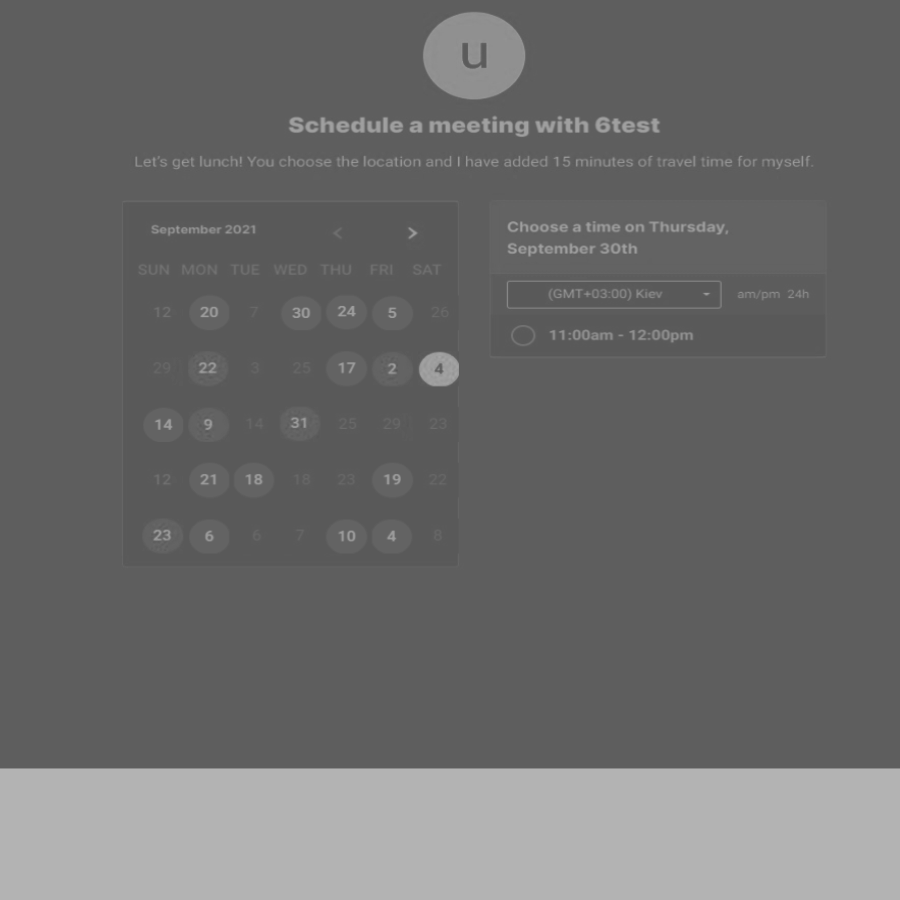 u
Schedule a meeting with 6test
Let's get lunch! You choose the location and I have added 15 minutes of travel time for myself.
September 2021 < >
SUN MON TUE WED THU FRI SAT
12 20 7 30 24 5 26
29 22 3 25 17 2 4
14 9 14 31 25 29 23
12 21 18 18 23 19 22
23 6 6 7 10 4 8
Choose a time on Thursday,
September 30th
(GMT+03:00) Kiev
am/pm 24h
11:00am - 12:00pm